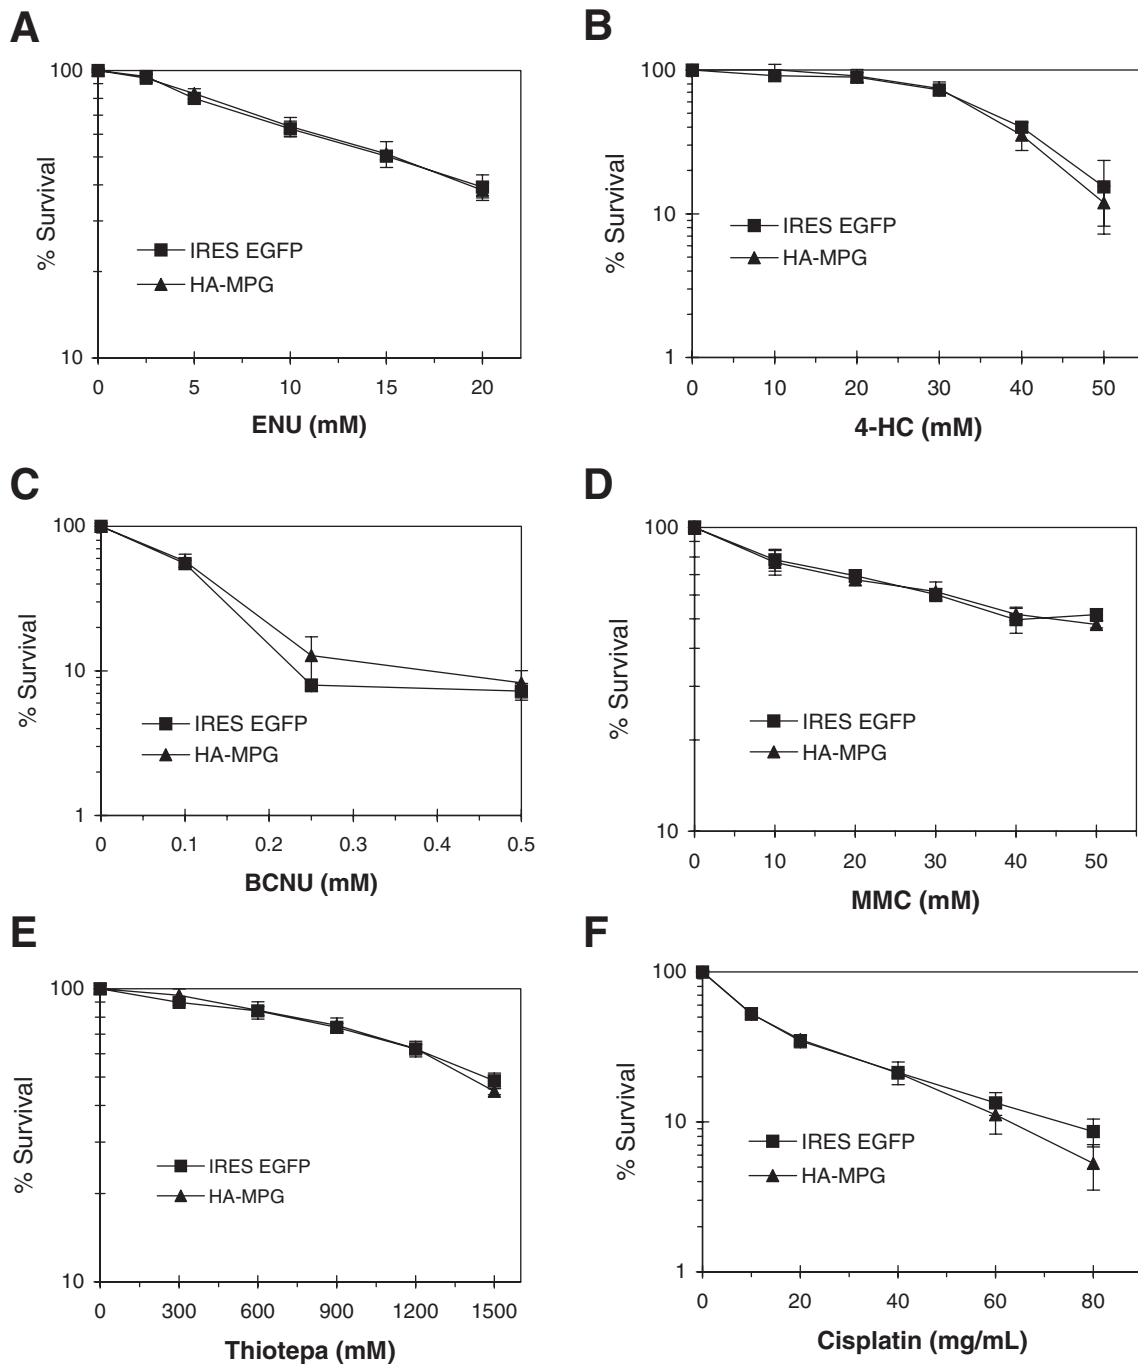 A
100
10
% Survival
IRES EGFP
HA-MPG
0 5 10 15 20
ENU (mM)
B
100
10
1
% Survival
IRES EGFP
HA-MPG
0 10 20 30 40 50
4-HC (mM)
C
100
10
1
% Survival
IRES EGFP
HA-MPG
0 0.1 0.2 0.3 0.4 0.5
BCNU (mM)
D
100
10
% Survival
IRES EGFP
HA-MPG
0 10 20 30 40 50
MMC (mM)
E
100
10
% Survival
IRES EGFP
HA-MPG
0 300 600 900 1200 1500
Thiotepa (mM)
F
100
10
1
% Survival
IRES EGFP
HA-MPG
0 20 40 60 80
Cisplatin (mg/mL)